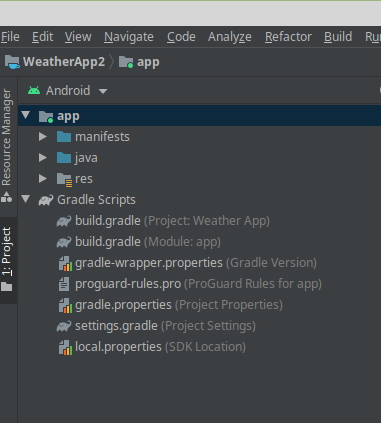 File Edit View Navigate Code Analyze Refactor Build
WeatherApp2 app
Android
app
manifests
java
res
Gradle Scripts
build.gradle (Project: Weather App)
build.gradle (Module: app)
gradle-wrapper.properties (Gradle Version)
proguard-rules.pro (ProGuard Rules for app)
gradle.properties (Project Properties)
settings.gradle (Project Settings)
local.properties (SDK Location)
Resource Manager
1: Project